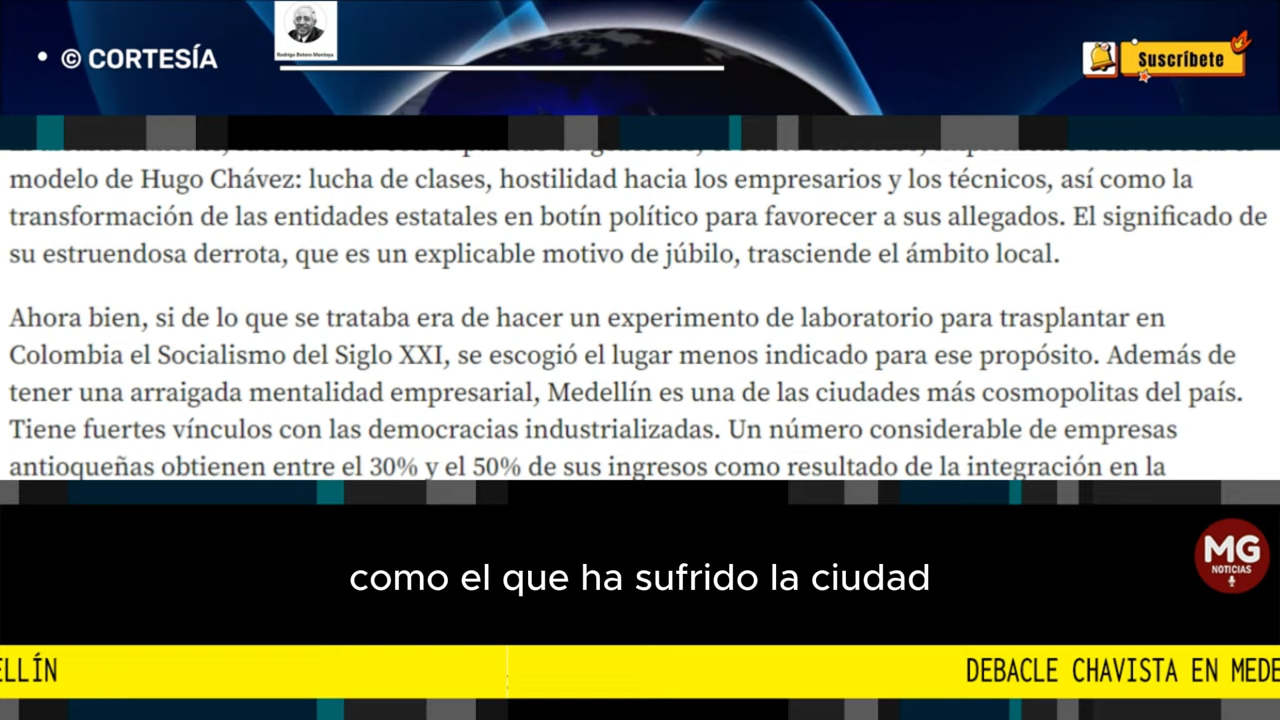 • © CORTESÍA
Rodrigo Botero Montoya
Suscríbete
modelo de Hugo Chávez: lucha de clases, hostilidad hacia los empresarios y los técnicos, así como la
transformación de las entidades estatales en botín político para favorecer a sus allegados. El significado de
su estruendosa derrota, que es un explicable motivo de júbilo, trasciende el ámbito local.
Ahora bien, si de lo que se trataba era de hacer un experimento de laboratorio para trasplantar en
Colombia el Socialismo del Siglo XXI, se escogió el lugar menos indicado para ese propósito. Además de
tener una arraigada mentalidad empresarial, Medellín es una de las ciudades más cosmopolitas del país.
Tiene fuertes vínculos con las democracias industrializadas. Un número considerable de empresas
antioqueñas obtienen entre el 30% y el 50% de sus ingresos como resultado de la integración en la
MG
NOTICIAS
como el que ha sufrido la ciudad
ELLÍN
DEBACLE CHAVISTA EN MEDE